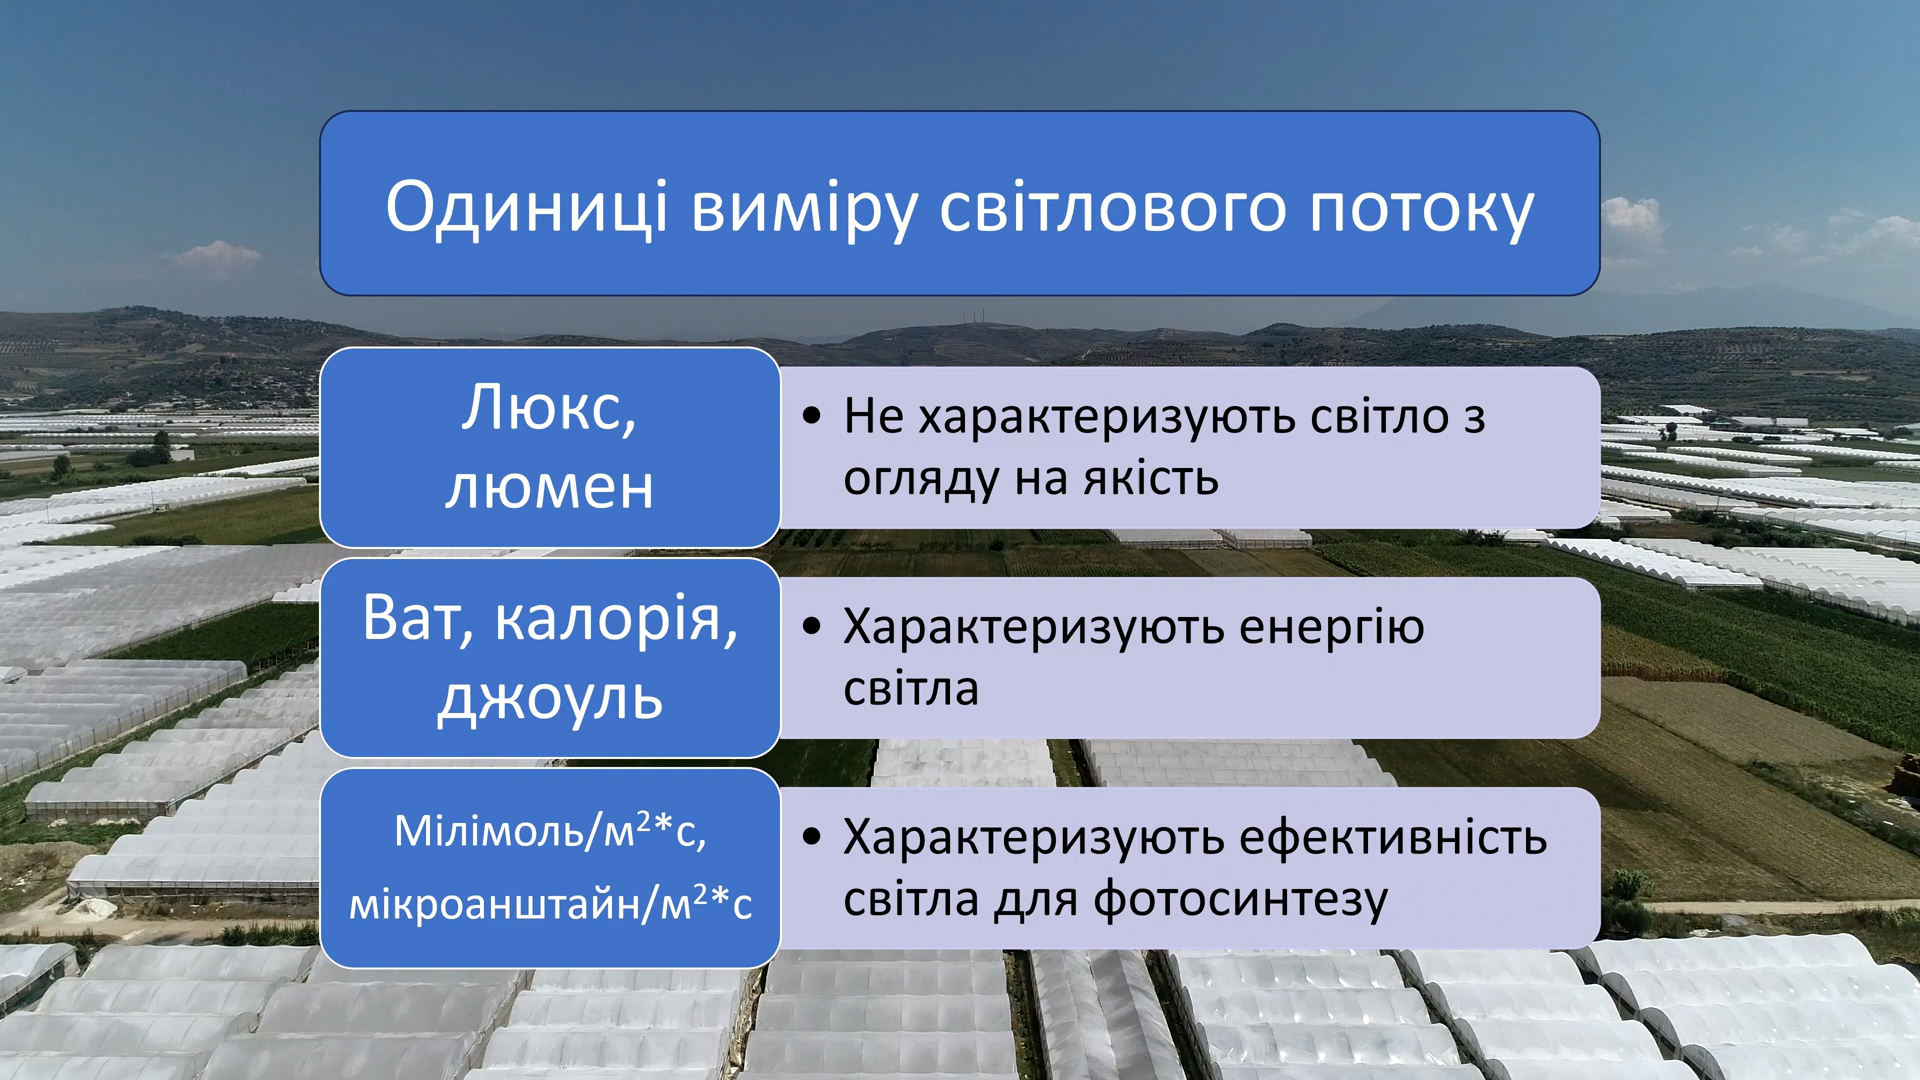 Одиниці виміру світлового потоку
Люкс,
люмен
• Не характеризують світло з
огляду на якість
Ват, калорія,
джоуль
• Характеризують енергію
світла
Мілімоль/м²*с,
мікроанштайн/м²*с
• Характеризують ефективність
світла для фотосинтезу